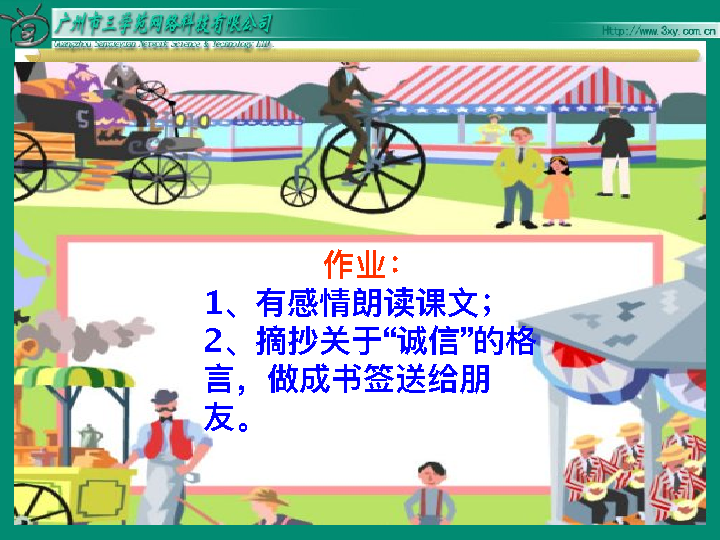 广州市三学苑网络科技有限公司
Http://www.3xy.com.cn
Guangzhou Sanxueyuan Network Science & Technology Ltd.
5
作业：
1、有感情朗读课文；
2、摘抄关于“诚信”的格
言，做成书签送给朋
友。